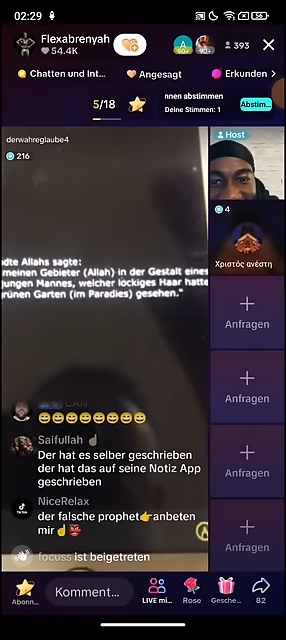 02:29
56
Flexabrenyah
54.4K
90+
90+
393
Chatten und Int...
Angesagt
Erkunden
5/18
nnen abstimmen
Deine Stimmen: 1
Abstim...
derwahreglaube4
216
Host
4
Χριστός ανέστη
dte Allahs sagte:
meinen Gebieter (Allah) in der Gestalt eines
jungen Mannes, welcher lockiges Haar hatte
rünen Garten (im Paradies) gesehen."
Anfragen
Anfragen
Anfragen
Anfragen
😄😄😄😄😄😄😄😄
Saifullah ☝
Der hat es selber geschrieben
der hat das auf seine Notiz App
geschrieben
NiceRelax
der falsche prophet👉anbeten
mir☝👺
focuss ist beigetreten
Abonn...
Komment...
LIVE mi...
Rose
Gesche...
82